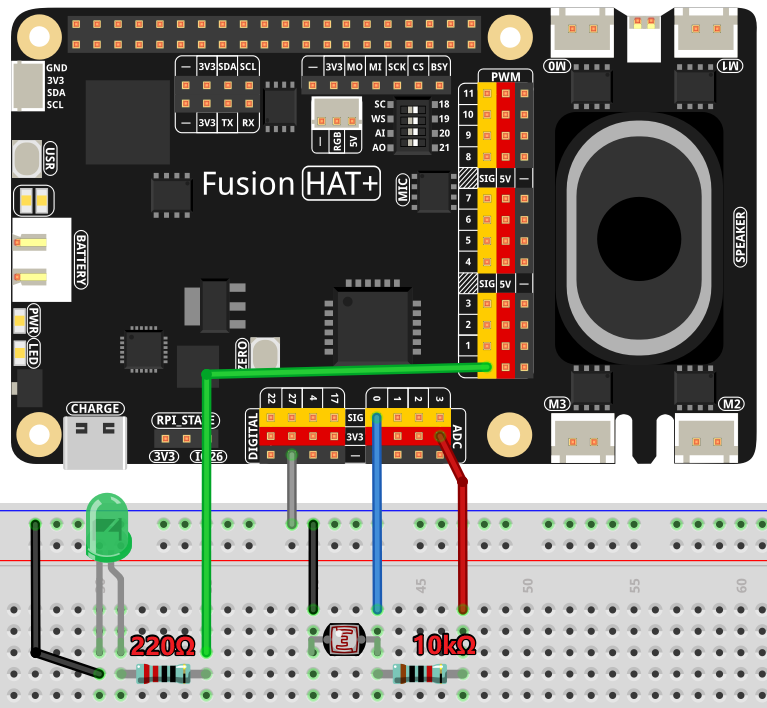 GND
3V3
SDA
SCL
— 3V3 SDA SCL
— 3V3 TX RX
— 3V3 MO MI SCK CS BSY
— RGB 5V
SC 18
WS 19
AI 20
AO 21
PWM
11
10
9
8
SIG 5V —
7
6
5
4
SIG 5V —
3
2
1
M0
M1
USR
Fusion HAT+
MIC
SPEAKER
BATTERY
PWR
LED
ZERO
CHARGE
RPI_STATE
3V3 IO26
DIGITAL
22 27 4 17
0 1 2 3
SIG
3V3
—
ADC
M3
M2
45
50
55
60
220Ω
10kΩ